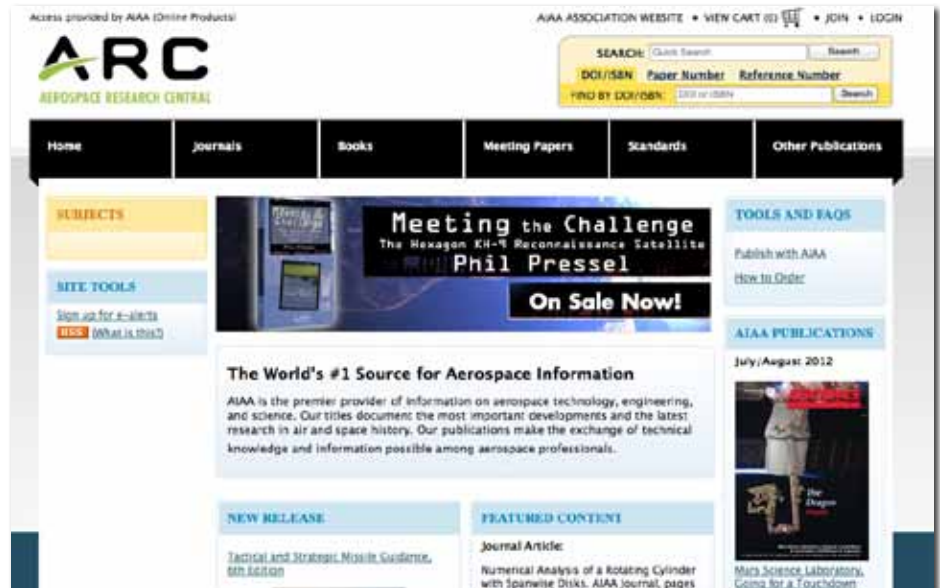 Access provided by AIAA (Online Products)
AIAA ASSOCIATION WEBSITE • VIEW CART (0) • JOIN • LOGIN
ARC
AEROSPACE RESEARCH CENTRAL
SEARCH: Quick Search Search
DOI/ISBN Paper Number Reference Number
FIND BY DOI/ISBN: DOI or ISBN Search
Home Journals Books Meeting Papers Standards Other Publications
SUBJECTS
SITE TOOLS
Sign up for e-alerts
RSS (What is this?)
Meeting the Challenge
The Hexagon KH-9 Reconnaissance Satellite
Phil Pressel
On Sale Now!
The World's #1 Source for Aerospace Information
AIAA is the premier provider of information on aerospace technology, engineering,
and science. Our titles document the most important developments and the latest
research in air and space history. Our publications make the exchange of technical
knowledge and information possible among aerospace professionals.
NEW RELEASE
Tactical and Strategic Missile Guidance,
6th Edition
FEATURED CONTENT
Journal Article:
Numerical Analysis of a Rotating Cylinder
with Spanwise Disks. AIAA Journal, pages
TOOLS AND FAQS
Publish with AIAA
How to Order
AIAA PUBLICATIONS
July/August 2012
The
Dragon
Mars Science Laboratory.
Going for a Touchdown